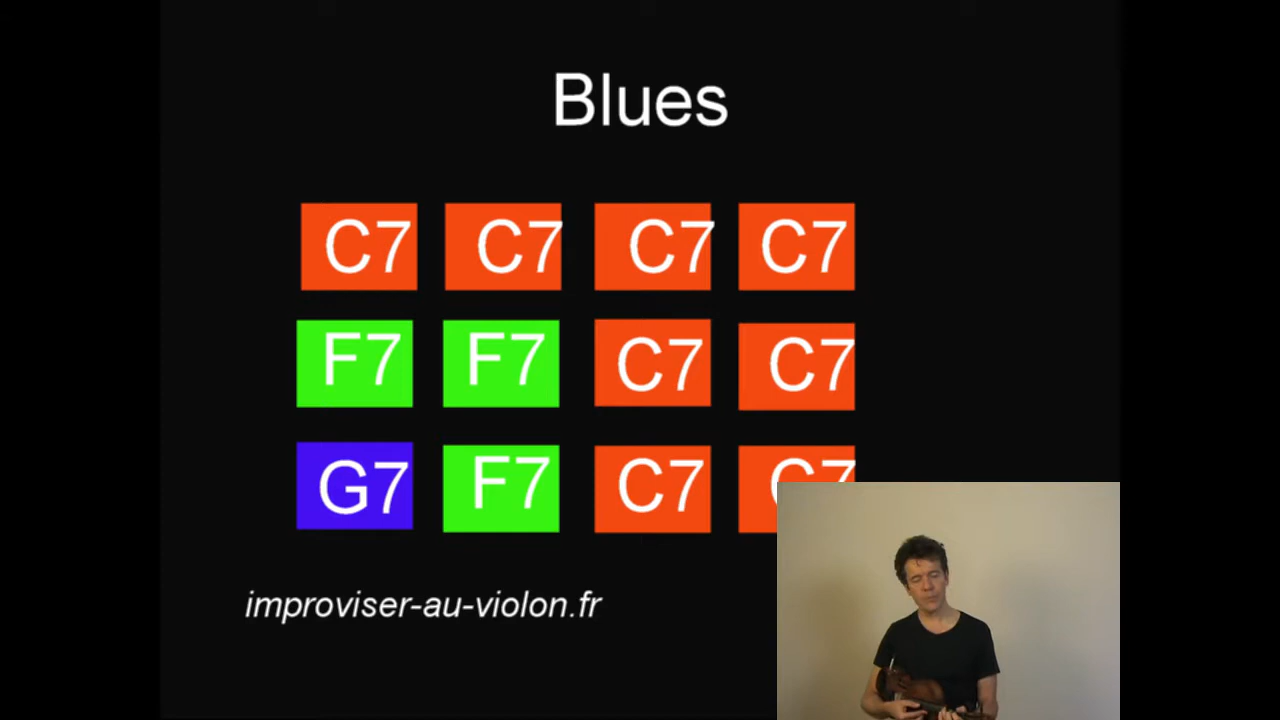 Blues
C7 C7 C7 C7
F7 F7 C7 C7
G7 F7 C7 C7
improviser-au-violon.fr